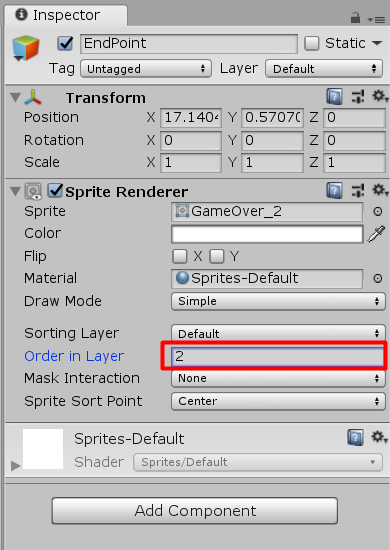 Inspector
EndPoint Static
Tag Untagged Layer Default
Transform
Position X 17.1404 Y 0.57070 Z 0
Rotation X 0 Y 0 Z 0
Scale X 1 Y 1 Z 1
Sprite Renderer
Sprite GameOver_2
Color
Flip X Y
Material Sprites-Default
Draw Mode Simple
Sorting Layer Default
Order in Layer 2
Mask Interaction None
Sprite Sort Point Center
Sprites-Default
Shader Sprites/Default
Add Component